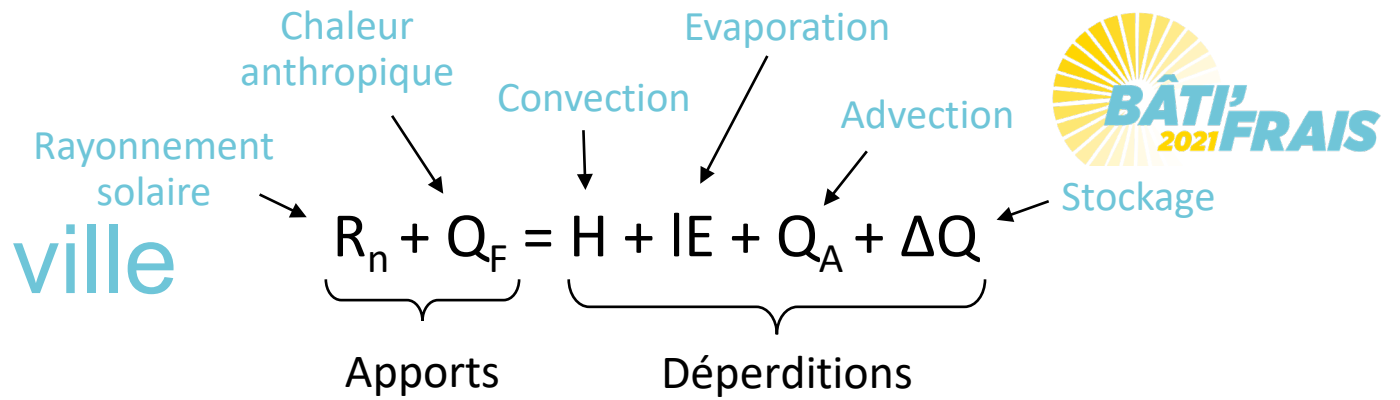 Chaleur
anthropique
Evaporation
Convection
Advection
BÂTI'
2021 FRAIS
Rayonnement
solaire
Stockage
ville
Rn + QF = H + lE + QA + ΔQ
Apports
Déperditions